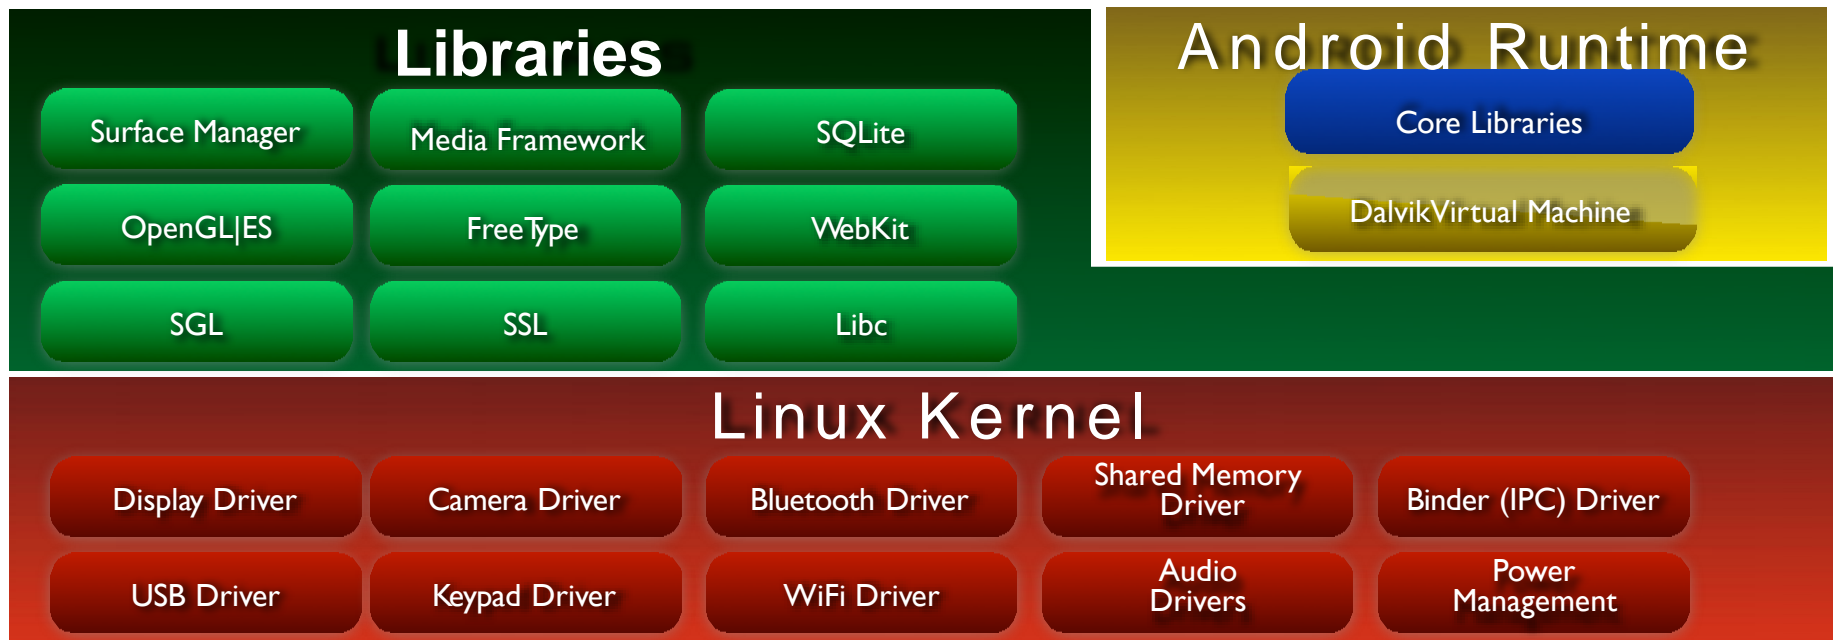 Libraries
Surface Manager
Media Framework
SQLite
OpenGL|ES
FreeType
WebKit
SGL
SSL
Libc
Android Runtime
Core Libraries
DalvikVirtual Machine
Linux Kernel
Display Driver
Camera Driver
Bluetooth Driver
Shared Memory
Driver
Binder (IPC) Driver
USB Driver
Keypad Driver
WiFi Driver
Audio
Drivers
Power
Management